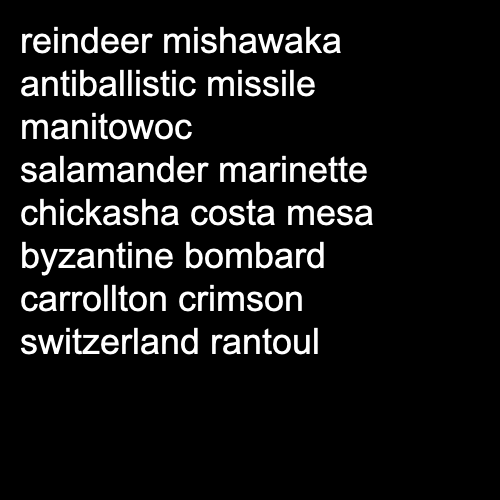 reindeer mishawaka
antiballistic missile
manitowoc
salamander marinette
chickasha costa mesa
byzantine bombard
carrollton crimson
switzerland rantoul